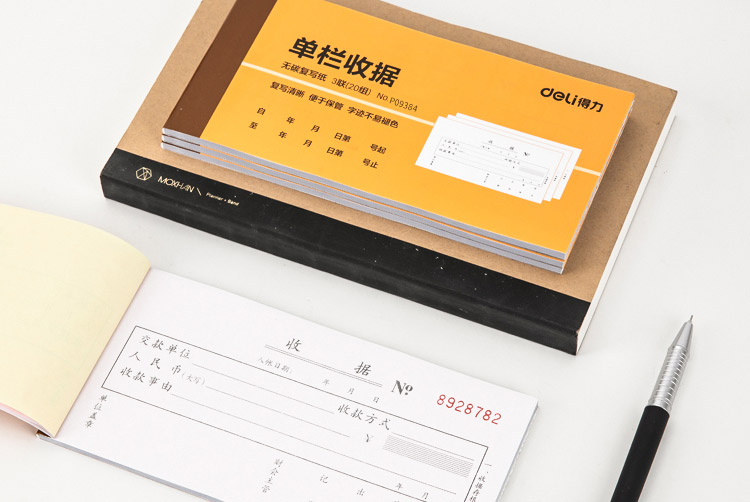 单栏收据
deli得力
无碳复写纸 3联(20组) No.P09384
复写清晰 便于保管 字迹不易褪色
自 年 月 日第 号起
至 年 月 日第 号止
收 据 No
MOXHAN
Planner + Band
收 据
入帐日期: 年 月 日
No
8928782
交款单位
人民币(大写)
收款方式
收款事由
¥
年 月
单位盖章
财会主管
记
出